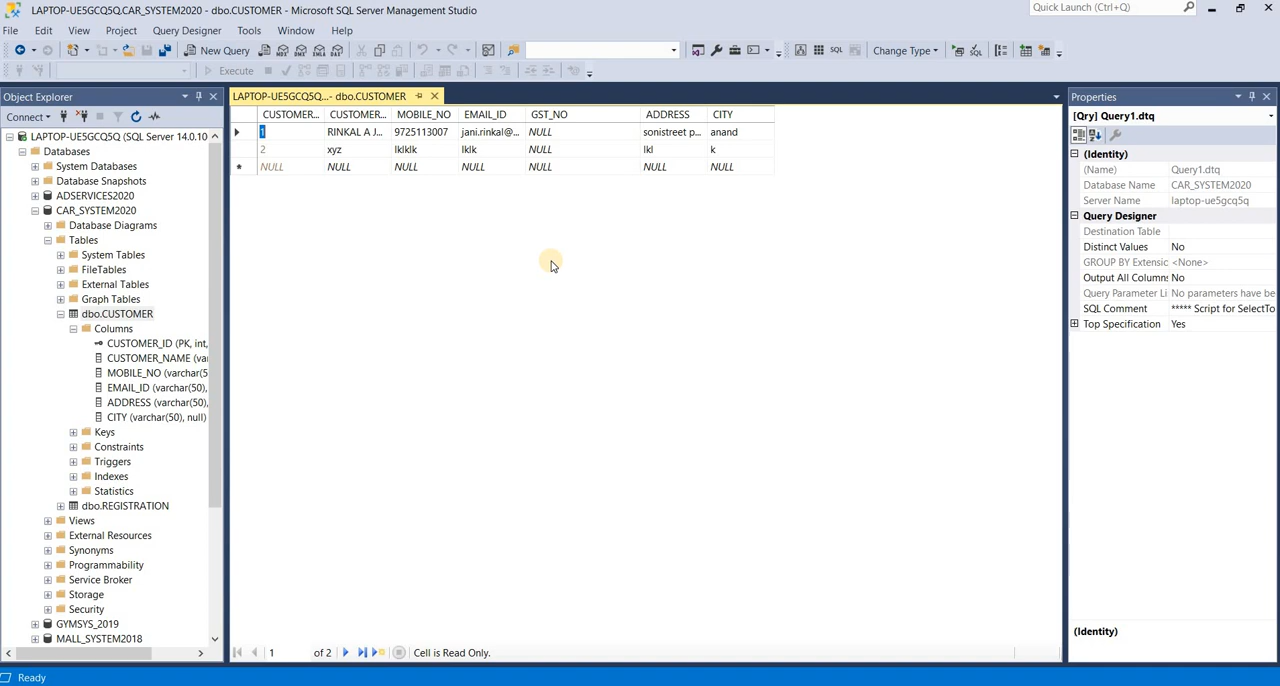 LAPTOP-UE5GCQ5Q.CAR_SYSTEM2020 - dbo.CUSTOMER - Microsoft SQL Server Management Studio
Quick Launch (Ctrl+Q)
File Edit View Project Query Designer Tools Window Help
New Query MDX DMX XMLA DAX SQL Change Type
Execute
Object Explorer
LAPTOP-UE5GCQ5Q...- dbo.CUSTOMER
Properties
Connect
[Qry] Query1.dtq
LAPTOP-UE5GCQ5Q (SQL Server 14.0.10
Databases
System Databases
Database Snapshots
ADSERVICES2020
CAR_SYSTEM2020
Database Diagrams
Tables
System Tables
FileTables
External Tables
Graph Tables
dbo.CUSTOMER
Columns
CUSTOMER_ID (PK, int,
CUSTOMER_NAME (va
MOBILE_NO (varchar(5
EMAIL_ID (varchar(50),
ADDRESS (varchar(50),
CITY (varchar(50), null)
Keys
Constraints
Triggers
Indexes
Statistics
dbo.REGISTRATION
Views
External Resources
Synonyms
Programmability
Service Broker
Storage
Security
GYMSYS_2019
MALL_SYSTEM2018
CUSTOMER... CUSTOMER... MOBILE_NO EMAIL_ID GST_NO ADDRESS CITY
1 RINKAL A J... 9725113007 jani.rinkal@... NULL sonistreet p... anand
2 xyz lklklk lklk NULL lkl k
* NULL NULL NULL NULL NULL NULL NULL
1 of 2 Cell is Read Only.
(Identity)
(Name) Query1.dtq
Database Name CAR_SYSTEM2020
Server Name laptop-ue5gcq5q
Query Designer
Destination Table
Distinct Values No
GROUP BY Extensic <None>
Output All Columns No
Query Parameter Li No parameters have be
SQL Comment ***** Script for SelectTo
Top Specification Yes
(Identity)
Ready